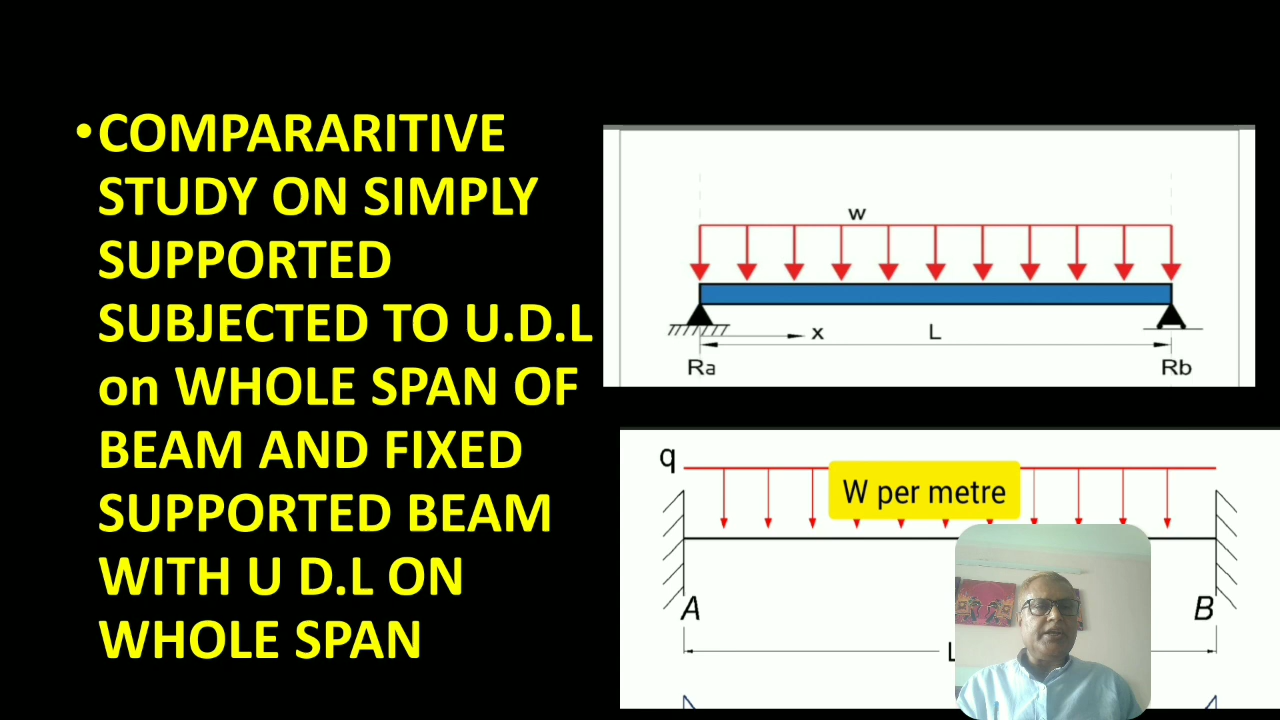 •COMPARARITIVE
STUDY ON SIMPLY
SUPPORTED
SUBJECTED TO U.D.L
on WHOLE SPAN OF
BEAM AND FIXED
SUPPORTED BEAM
WITH U D.L ON
WHOLE SPAN
w
x
L
Ra
Rb
q
W per metre
A
B
L